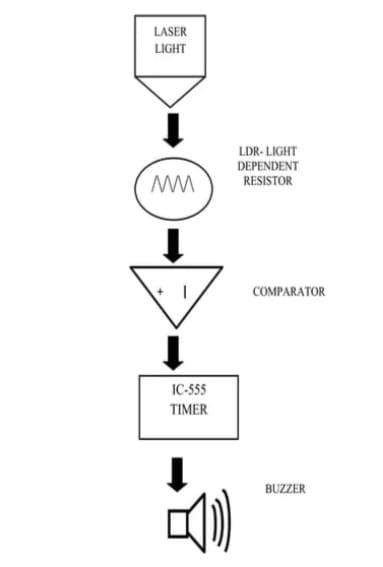 LASER
LIGHT
LDR- LIGHT
DEPENDENT
RESISTOR
+ |
COMPARATOR
IC-555
TIMER
BUZZER